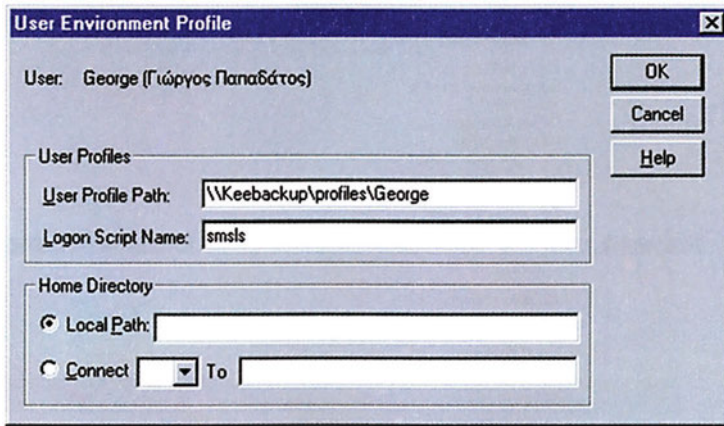 User Environment Profile
User: George (Γιώργος Παπαδάτος)
OK
Cancel
Help
User Profiles
User Profile Path: \\Keebackup\profiles\George
Logon Script Name: smsls
Home Directory
Local Path:
Connect To